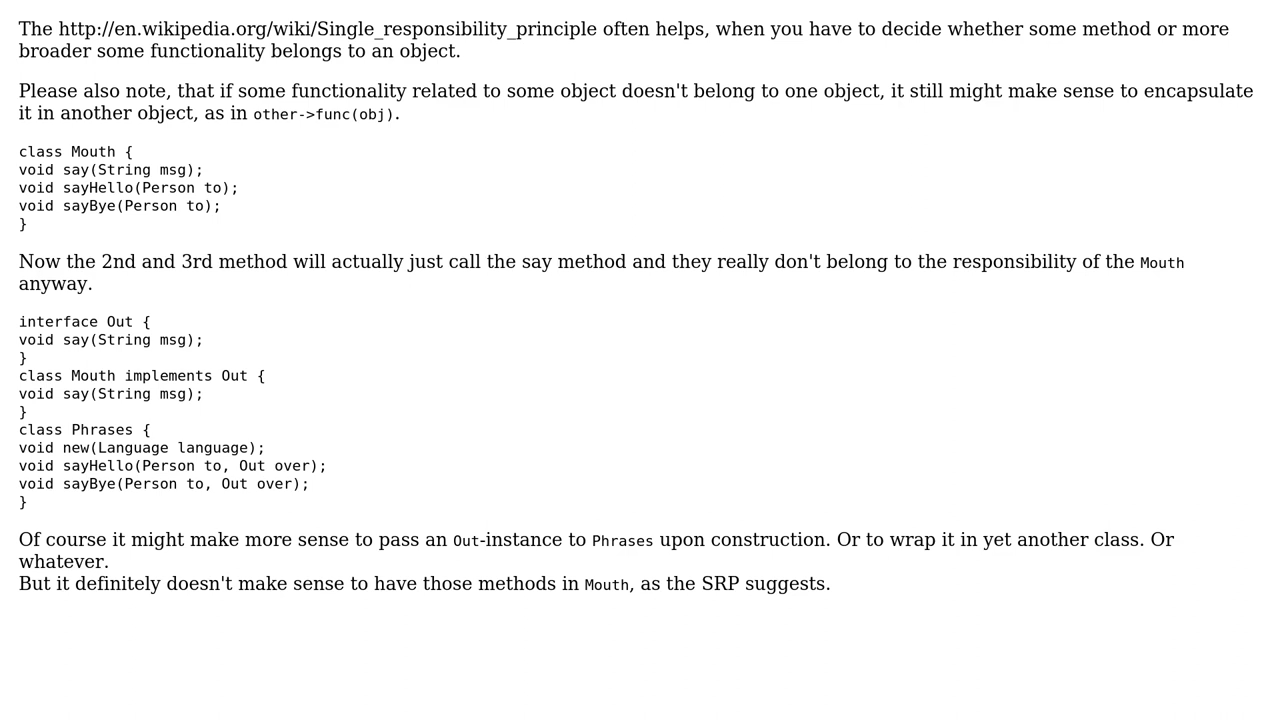 The http://en.wikipedia.org/wiki/Single_responsibility_principle often helps, when you have to decide whether some method or more
broader some functionality belongs to an object.
Please also note, that if some functionality related to some object doesn't belong to one object, it still might make sense to encapsulate
it in another object, as in other->func(obj).
class Mouth {
void say(String msg);
void sayHello(Person to);
void sayBye(Person to);
}
Now the 2nd and 3rd method will actually just call the say method and they really don't belong to the responsibility of the Mouth
anyway.
interface Out {
void say(String msg);
}
class Mouth implements Out {
void say(String msg);
}
class Phrases {
void new(Language language);
void sayHello(Person to, Out over);
void sayBye(Person to, Out over);
}
Of course it might make more sense to pass an Out-instance to Phrases upon construction. Or to wrap it in yet another class. Or
whatever.
But it definitely doesn't make sense to have those methods in Mouth, as the SRP suggests.